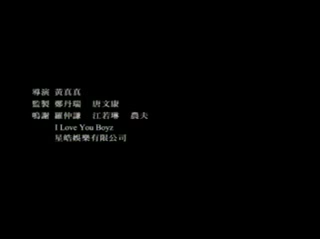 導演 黃真真
監製 鄭丹瑞 唐文康
鳴謝 羅仲謙 江若琳 農夫
I Love You Boyz
星皓娛樂有限公司